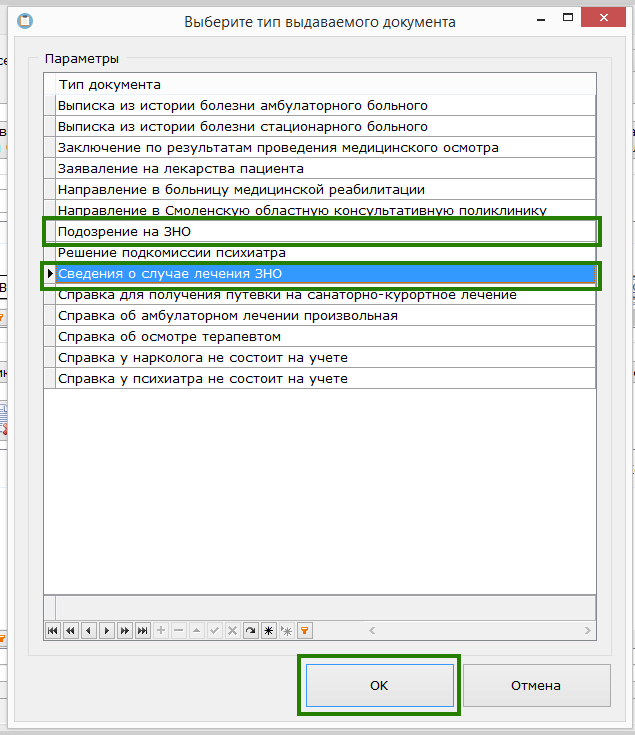 Выберите тип выдаваемого документа
Параметры
Тип документа
Выписка из истории болезни амбулаторного больного
Выписка из истории болезни стационарного больного
Заключение по результатам проведения медицинского осмотра
Заяваление на лекарства пациента
Направление в больницу медицинской реабилитации
Направление в Смоленскую областную консультативную поликлинику
Подозрение на ЗНО
Решение подкомиссии психиатра
Сведения о случае лечения ЗНО
Справка для получения путевки на санаторно-курортное лечение
Справка об амбулаторном лечении произвольная
Справка об осмотре терапевтом
Справка у нарколога не состоит на учете
Справка у психиатра не состоит на учете
ОК
Отмена